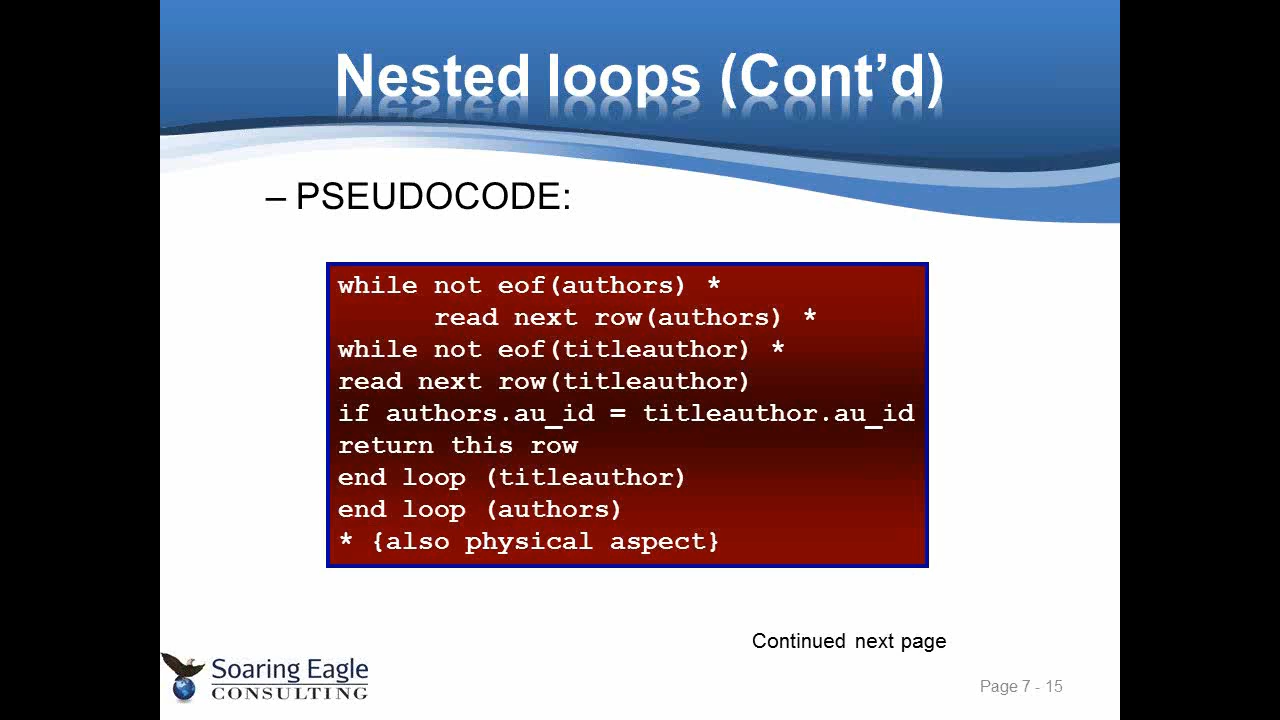 Nested loops (Cont’d)
– PSEUDOCODE:
while not eof(authors) *
read next row(authors) *
while not eof(titleauthor) *
read next row(titleauthor)
if authors.au_id = titleauthor.au_id
return this row
end loop (titleauthor)
end loop (authors)
* {also physical aspect}
Continued next page
Soaring Eagle
CONSULTING
Page 7 - 15